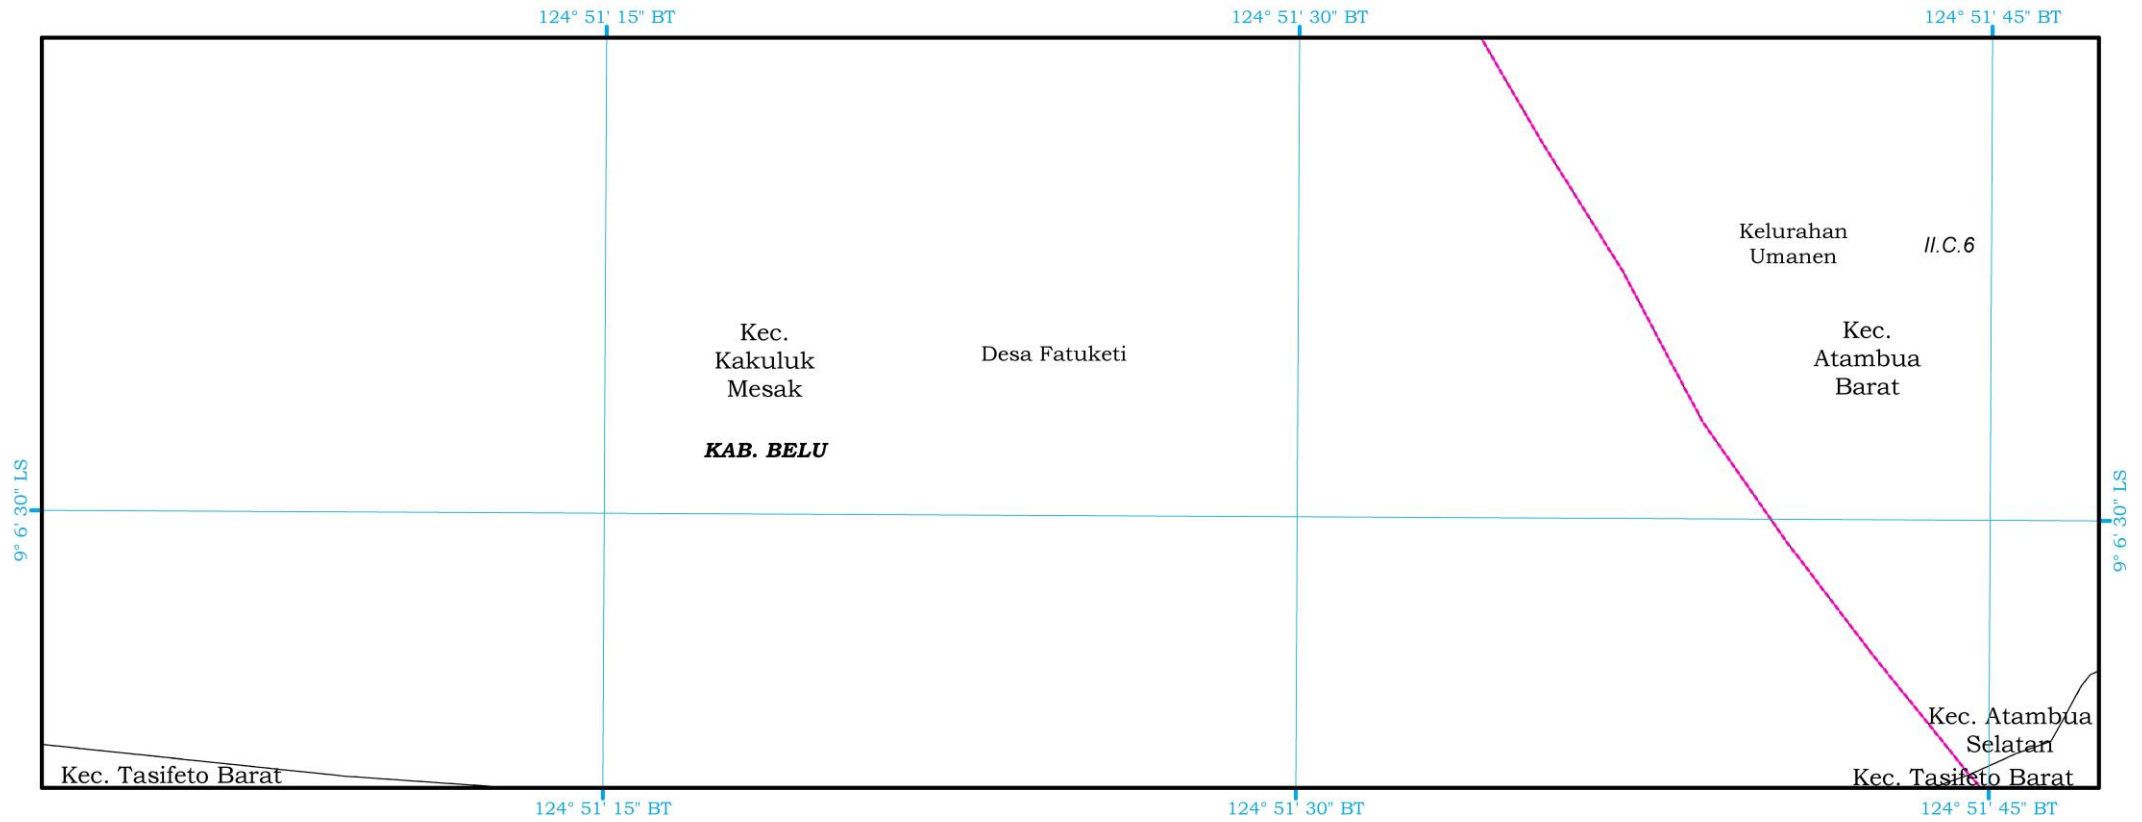 124° 51' 15" BT
124° 51' 30" BT
124° 51' 45" BT
Kelurahan
Umanen
II.C.6
Kec.
Kakuluk
Mesak
Desa Fatuketi
Kec.
Atambua
Barat
KAB. BELU
9° 6' 30" LS
9° 6' 30" LS
Kec. Atambua
Selatan
Kec. Tasifeto Barat
Kec. Tasifeto Barat
124° 51' 15" BT
124° 51' 30" BT
124° 51' 45" BT